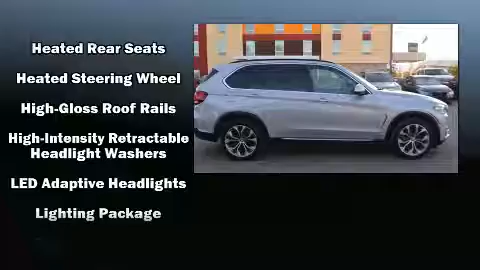 Heated Rear Seats
Heated Steering Wheel
High-Gloss Roof Rails
High-Intensity Retractable
Headlight Washers
LED Adaptive Headlights
Lighting Package